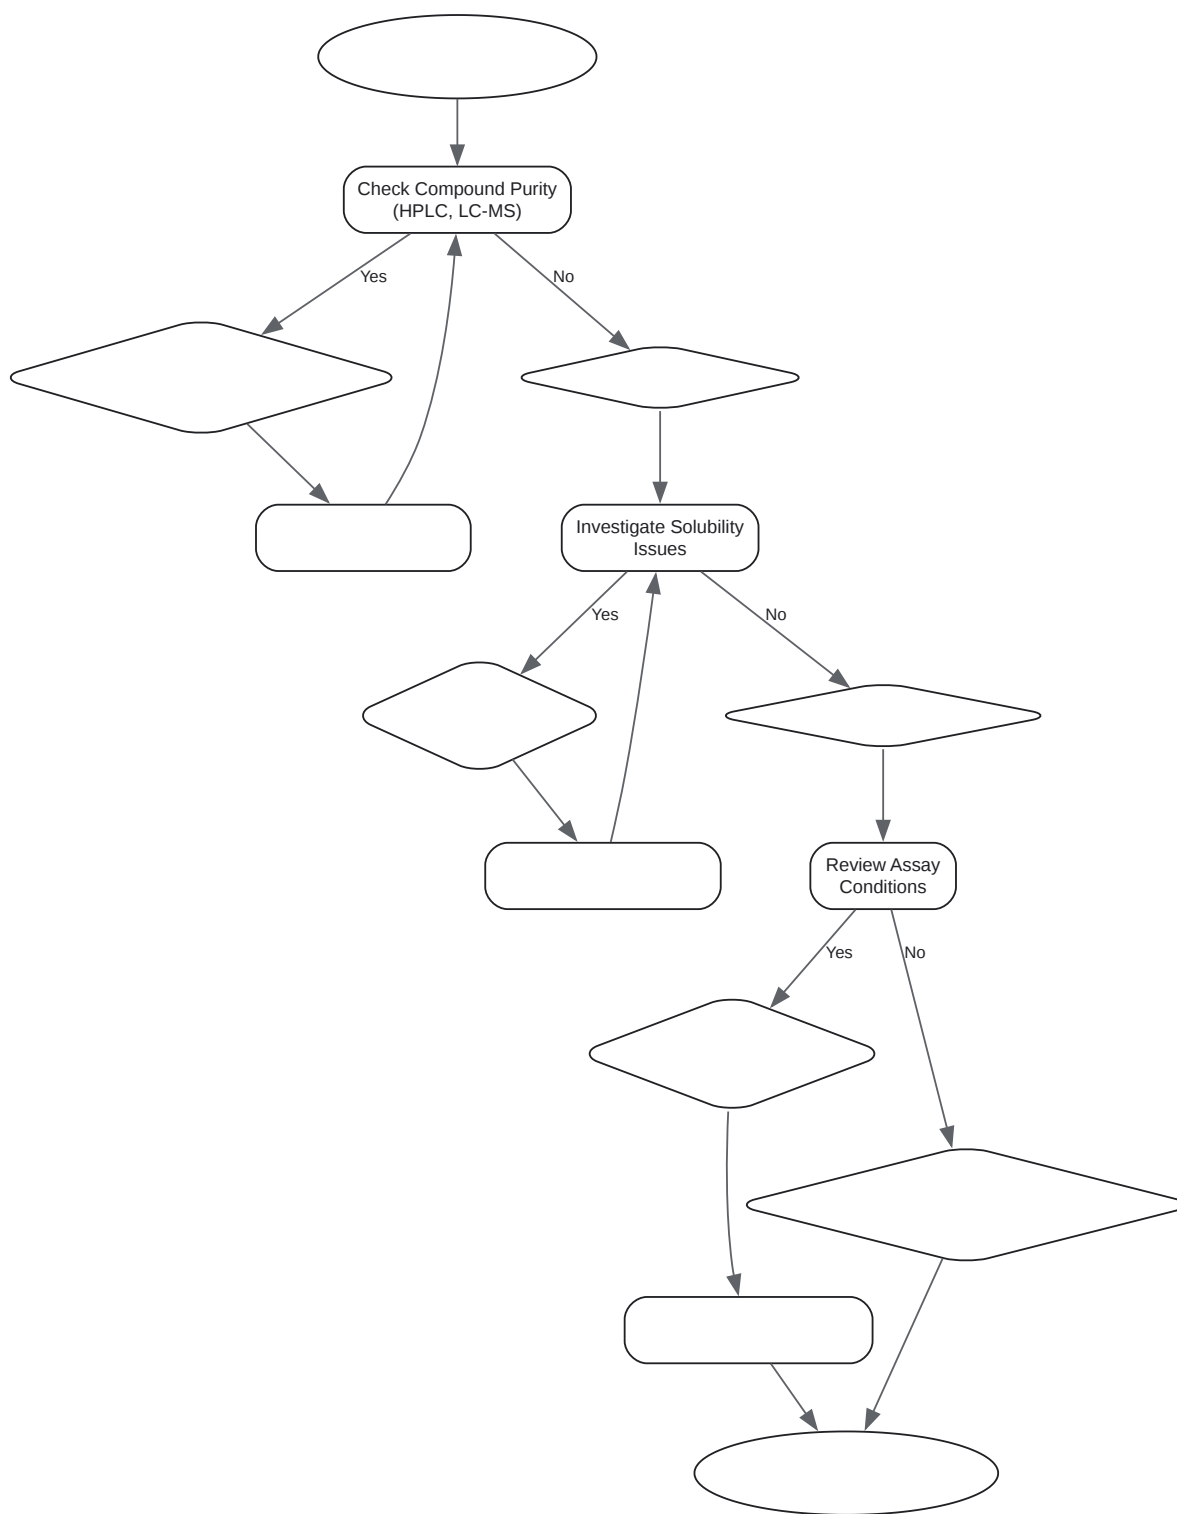 Check Compound Purity
(HPLC, LC-MS)
Yes
No
Investigate Solubility
Issues
Yes
No
Review Assay
Conditions
Yes
No